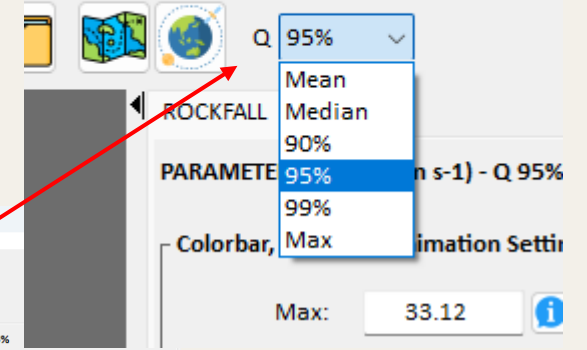 Q 95%
Mean
ROCKFALL Median
90%
PARAMETE 95% n s-1) - Q 95%
99%
Colorbar, Max imation Settin
Max: 33.12 i
%